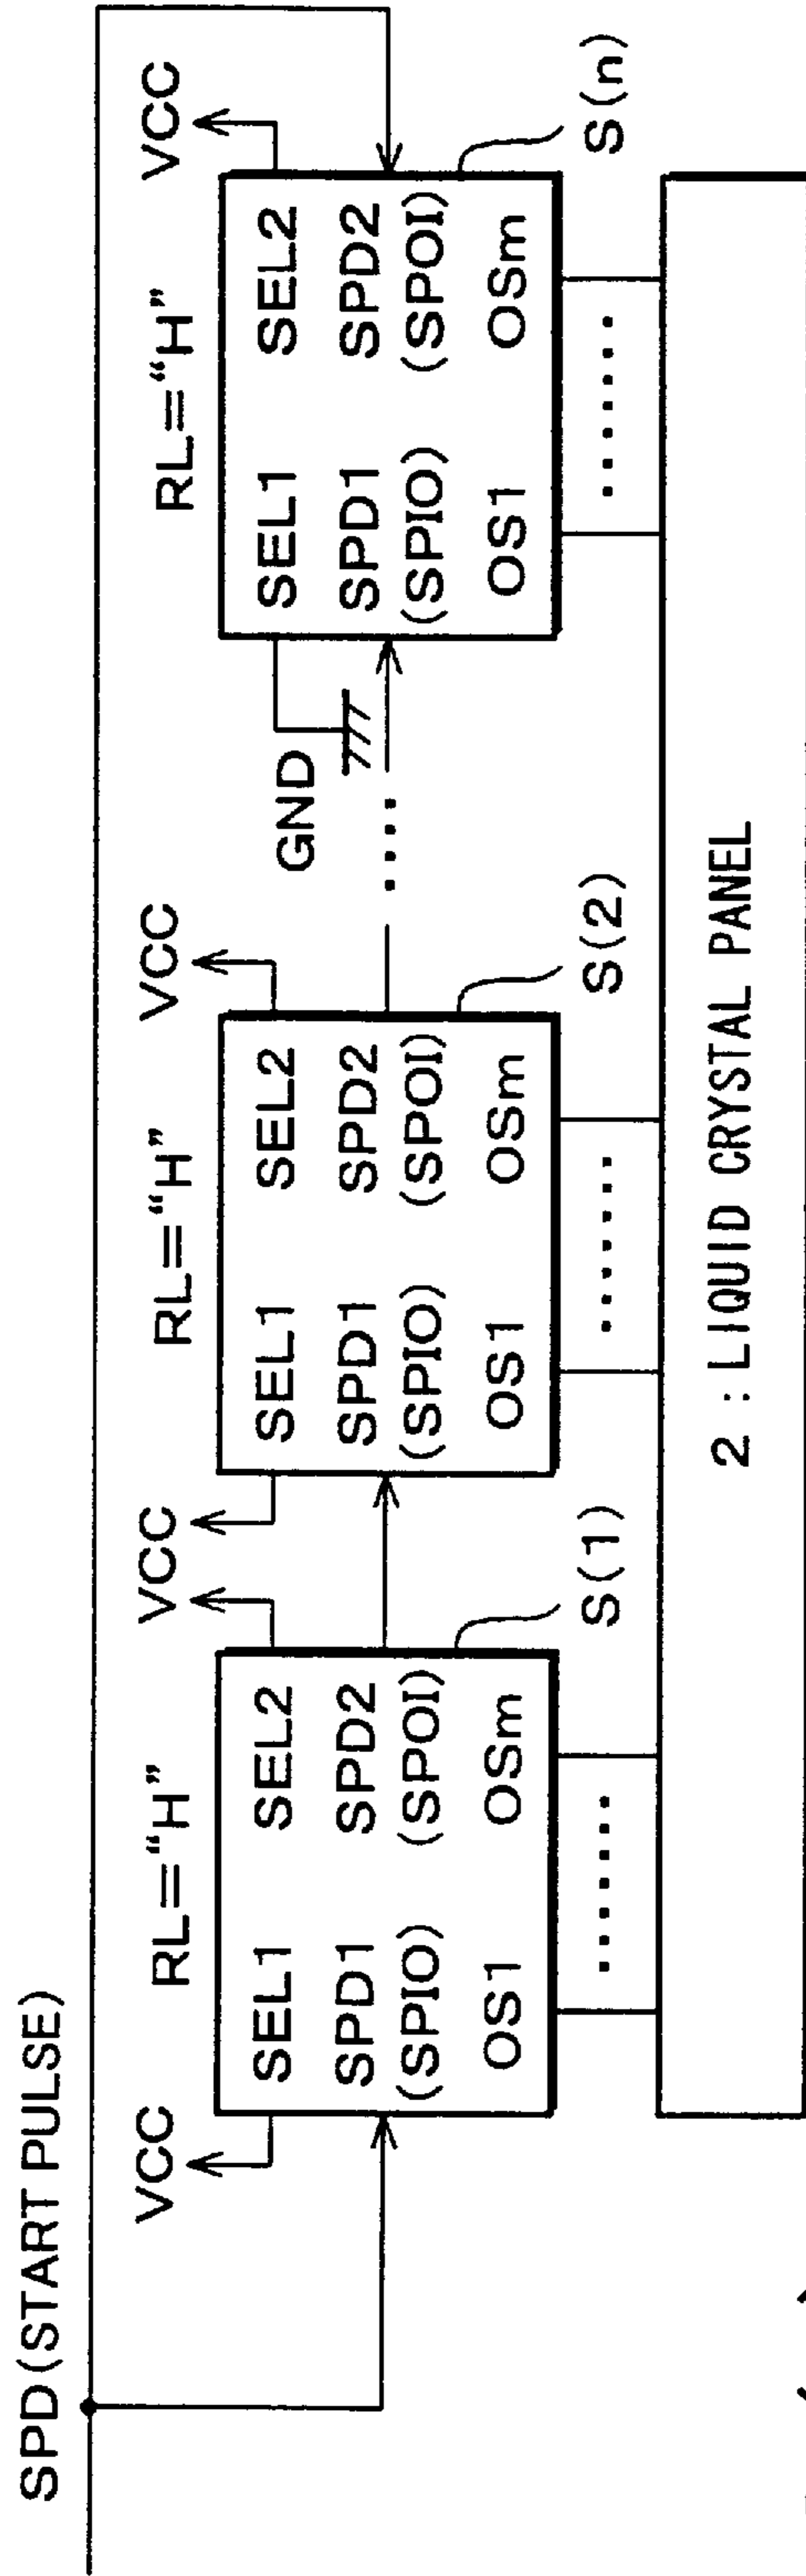 SPD(START PULSE)
VCC
RL=“H”
VCC
VCC
RL=“H”
VCC
GND
RL=“H”
VCC
SEL1 SEL2
SPD1 SPD2
(SPIO) (SPOI)
OS1 OSm
.......
S(1)
SEL1 SEL2
SPD1 SPD2
(SPIO) (SPOI)
OS1 OSm
.......
S(2)
....
SEL1 SEL2
SPD1 SPD2
(SPIO) (SPOI)
OS1 OSm
.......
S(n)
2 : LIQUID CRYSTAL PANEL